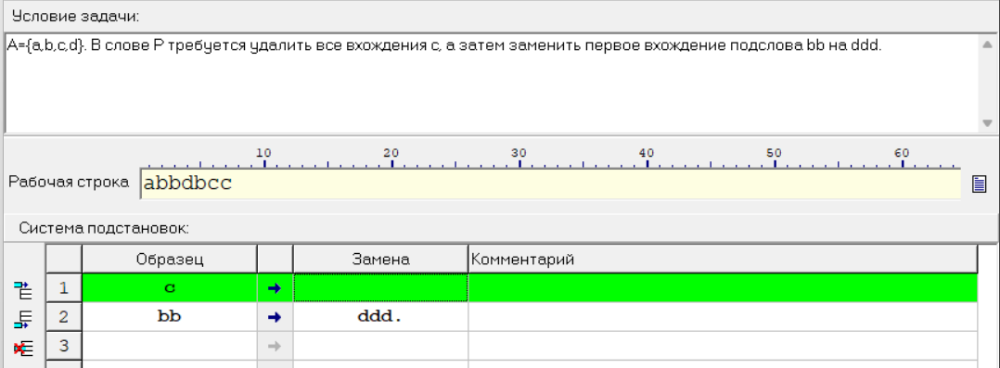 Условие задачи:
A={a,b,c,d}. В слове P требуется удалить все вхождения c, а затем заменить первое вхождение подслова bb на ddd.
10 20 30 40 50 60
Рабочая строка abbdbcc
Система подстановок:
Образец Замена Комментарий
1 c →
2 bb → ddd.
3 →